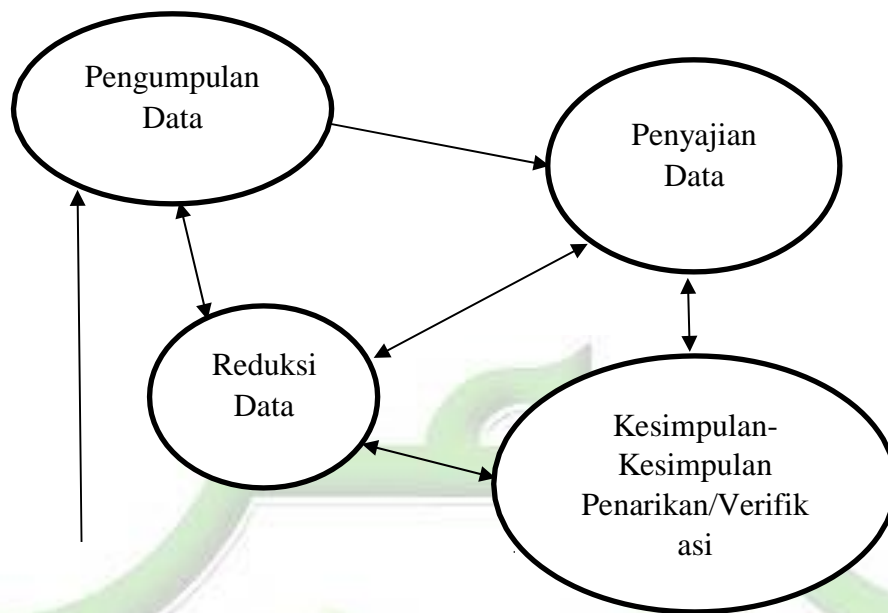 Pengumpulan
Data
Penyajian
Data
Reduksi
Data
Kesimpulan-
Kesimpulan
Penarikan/Verifik
asi